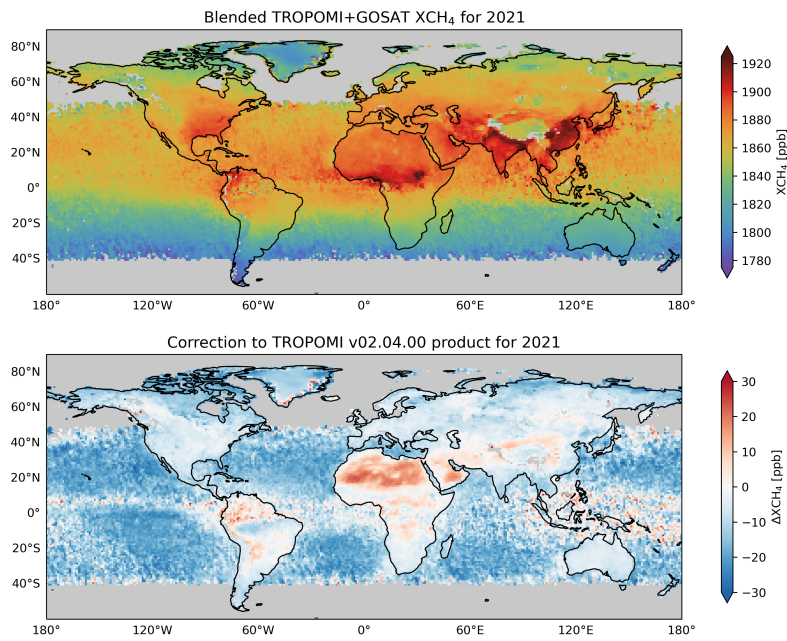 Blended TROPOMI+GOSAT XCH₄ for 2021
80°N
60°N
40°N
20°N
0°
20°S
40°S
180° 120°W 60°W 0° 60°E 120°E 180°
1920
1900
1880
1860
1840
1820
1800
1780
XCH₄ [ppb]
Correction to TROPOMI v02.04.00 product for 2021
80°N
60°N
40°N
20°N
0°
20°S
40°S
180° 120°W 60°W 0° 60°E 120°E 180°
30
20
10
0
−10
−20
−30
ΔXCH₄ [ppb]